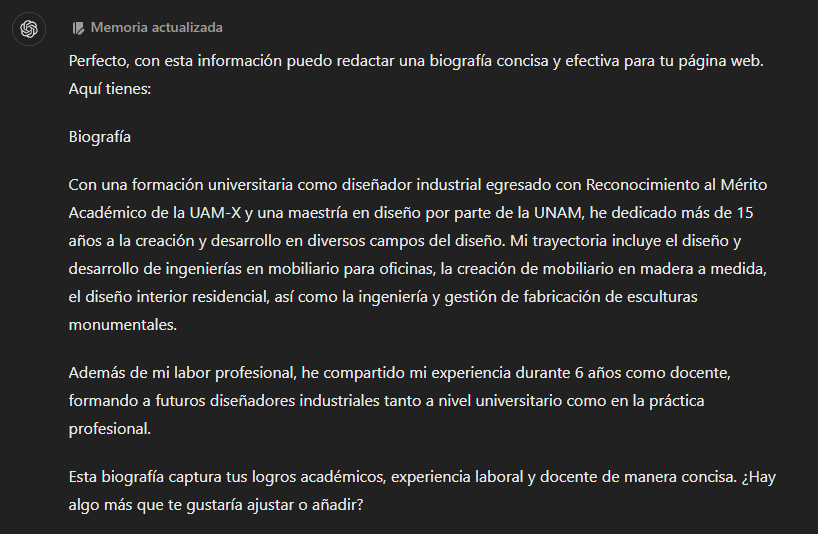 Memoria actualizada
Perfecto, con esta información puedo redactar una biografía concisa y efectiva para tu página web.
Aquí tienes:
Biografía
Con una formación universitaria como diseñador industrial egresado con Reconocimiento al Mérito
Académico de la UAM-X y una maestría en diseño por parte de la UNAM, he dedicado más de 15
años a la creación y desarrollo en diversos campos del diseño. Mi trayectoria incluye el diseño y
desarrollo de ingenierías en mobiliario para oficinas, la creación de mobiliario en madera a medida,
el diseño interior residencial, así como la ingeniería y gestión de fabricación de esculturas
monumentales.
Además de mi labor profesional, he compartido mi experiencia durante 6 años como docente,
formando a futuros diseñadores industriales tanto a nivel universitario como en la práctica
profesional.
Esta biografía captura tus logros académicos, experiencia laboral y docente de manera concisa. ¿Hay
algo más que te gustaría ajustar o añadir?